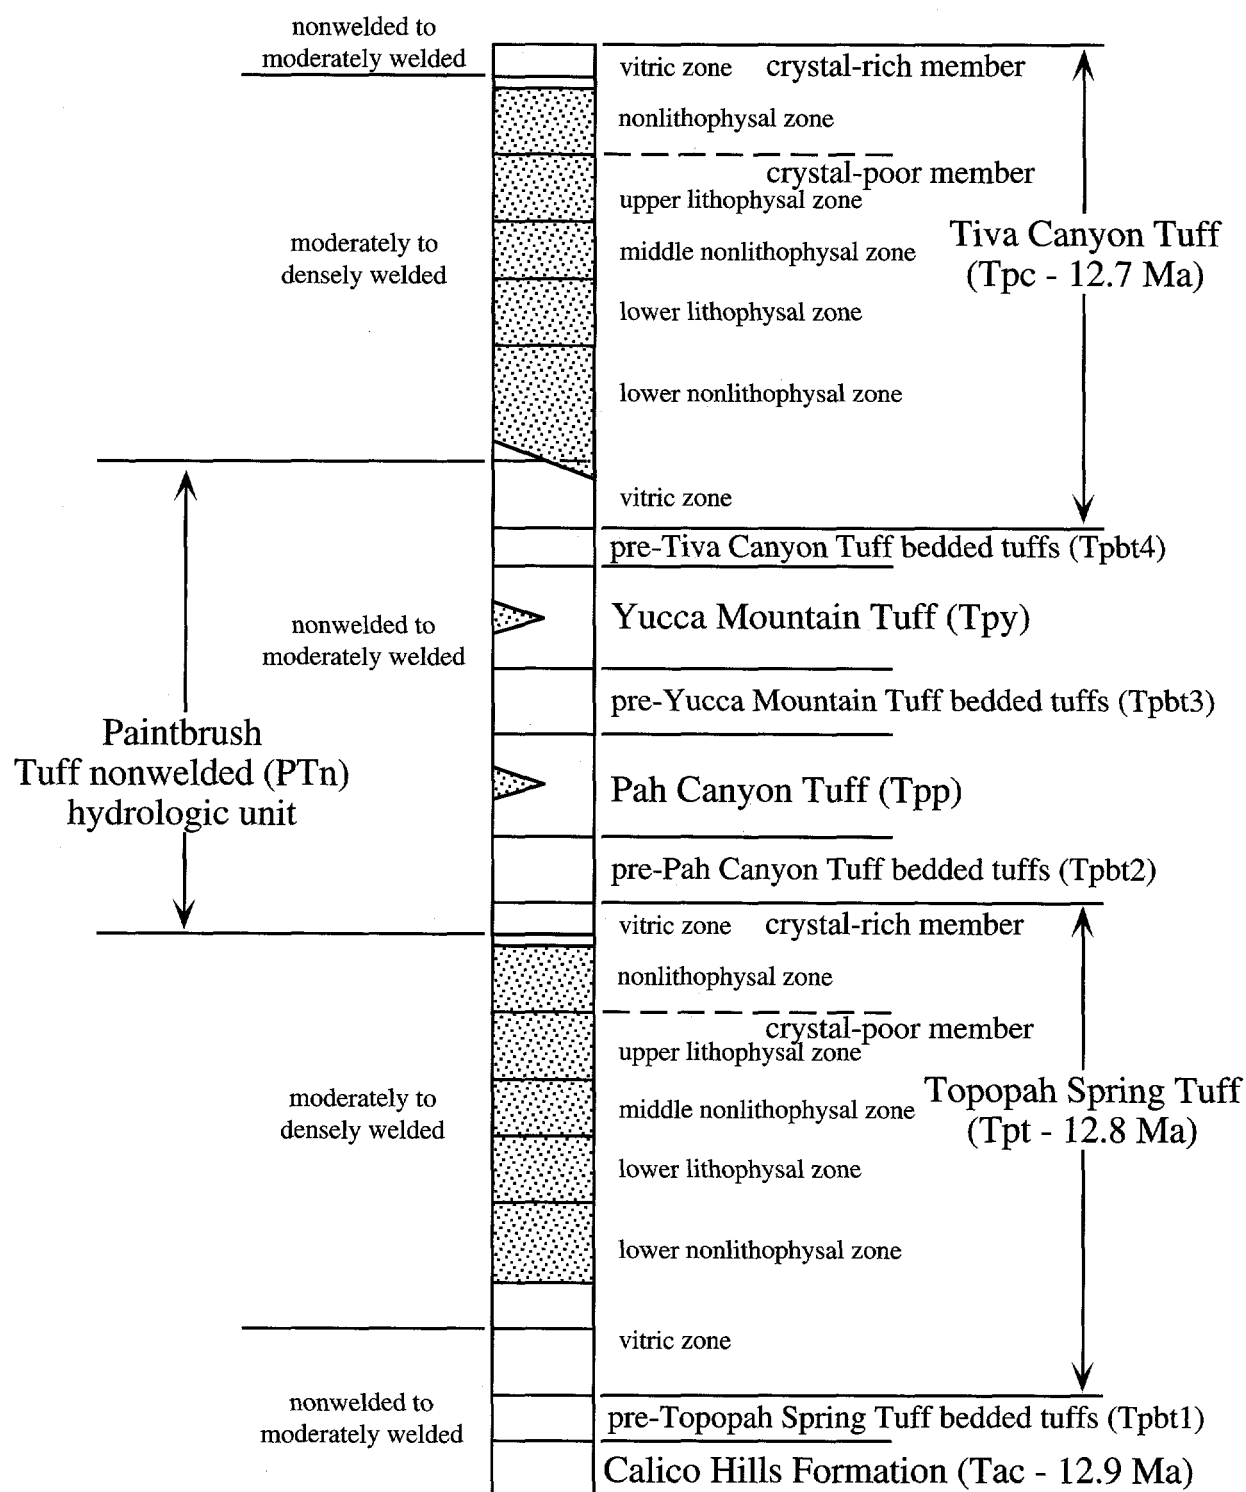 nonwelded to
moderately welded
vitric zone crystal-rich member
nonlithophysal zone
crystal-poor member
upper lithophysal zone
moderately to
densely welded
middle nonlithophysal zone
Tiva Canyon Tuff
(Tpc - 12.7 Ma)
lower lithophysal zone
lower nonlithophysal zone
vitric zone
pre-Tiva Canyon Tuff bedded tuffs (Tpbt4)
Yucca Mountain Tuff (Tpy)
nonwelded to
moderately welded
pre-Yucca Mountain Tuff bedded tuffs (Tpbt3)
Paintbrush
Tuff nonwelded (PTn)
hydrologic unit
Pah Canyon Tuff (Tpp)
pre-Pah Canyon Tuff bedded tuffs (Tpbt2)
vitric zone crystal-rich member
nonlithophysal zone
crystal-poor member
upper lithophysal zone
moderately to
densely welded
middle nonlithophysal zone
Topopah Spring Tuff
(Tpt - 12.8 Ma)
lower lithophysal zone
lower nonlithophysal zone
vitric zone
nonwelded to
moderately welded
pre-Topopah Spring Tuff bedded tuffs (Tpbt1)
Calico Hills Formation (Tac - 12.9 Ma)